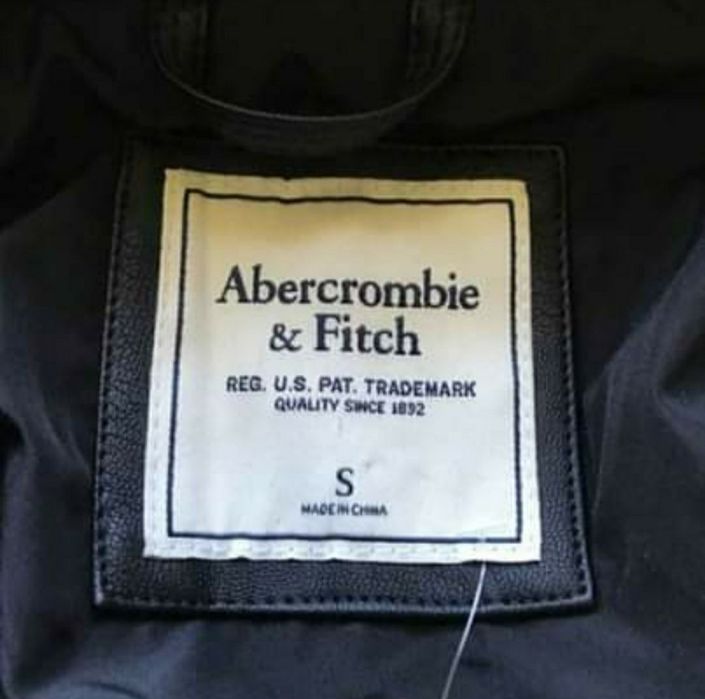 Abercrombie
& Fitch
REG. U.S. PAT. TRADEMARK
QUALITY SINCE 1892
S
MADE IN CHINA